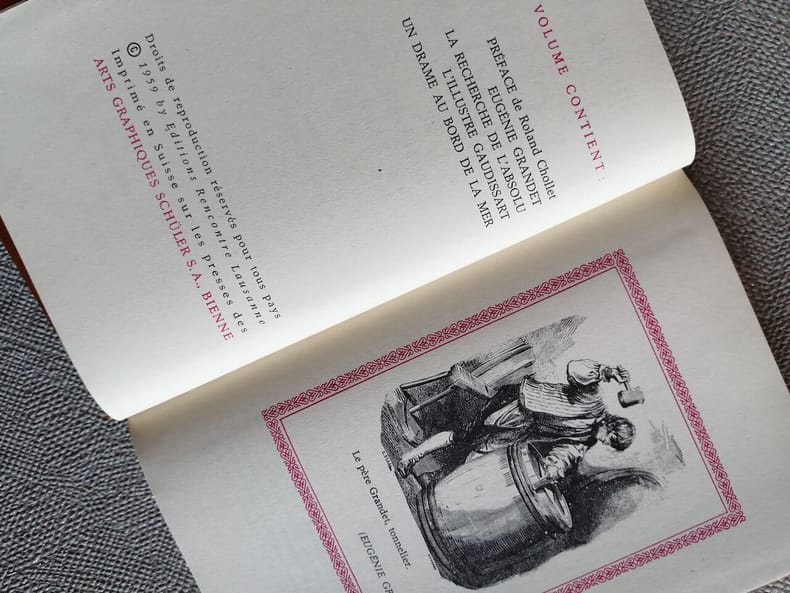 VOLUME CONTIENT :
PRÉFACE de Roland Chollet
EUGÉNIE GRANDET
LA RECHERCHE DE L'ABSOLU
L'ILLUSTRE GAUDISSART
UN DRAME AU BORD DE LA MER
Droits de reproduction réservés pour tous pays
© 1959 by Éditions Rencontre Lausanne
Imprimé en Suisse sur les presses des
ARTS GRAPHIQUES SCHÜLER S.A., BIENNE
Le père Grandet, tonnelier.
(EUGÉNIE GR